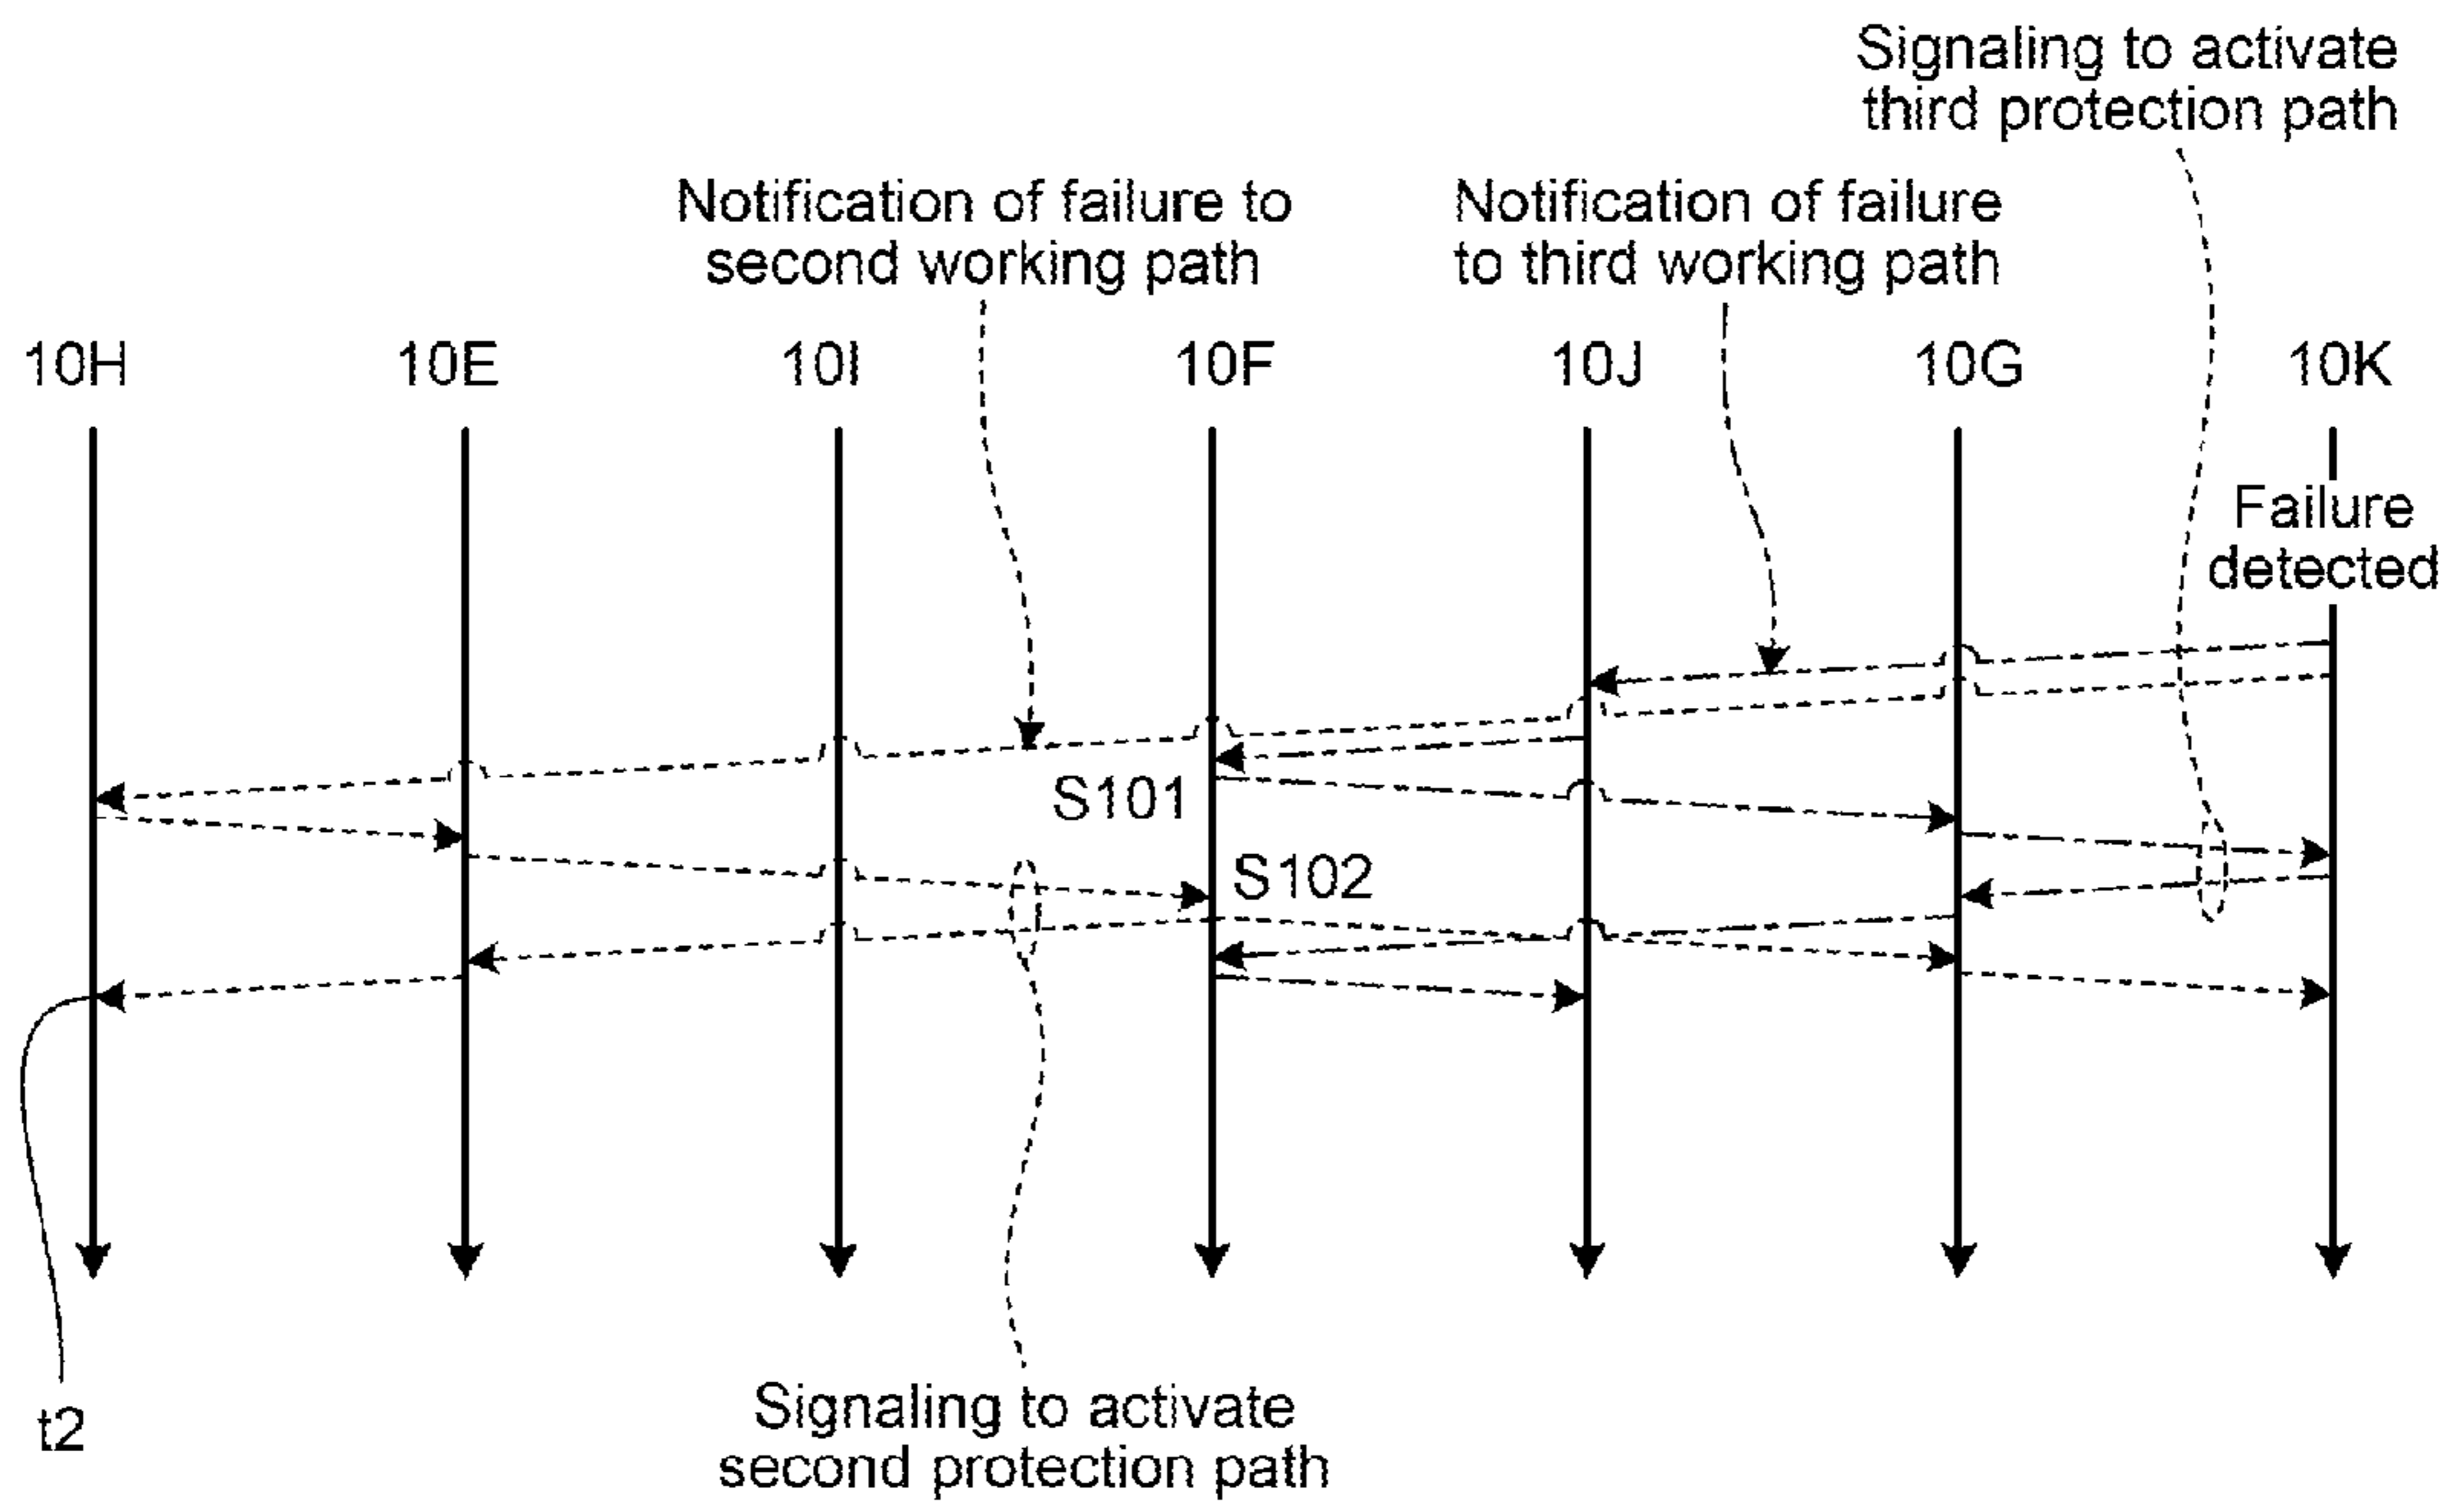 Signaling to activate
third protection path
Notification of failure to
second working path
Notification of failure
to third working path
10H
10E
10I
10F
10J
10G
10K
Failure
detected
S101
S102
t2
Signaling to activate
second protection path